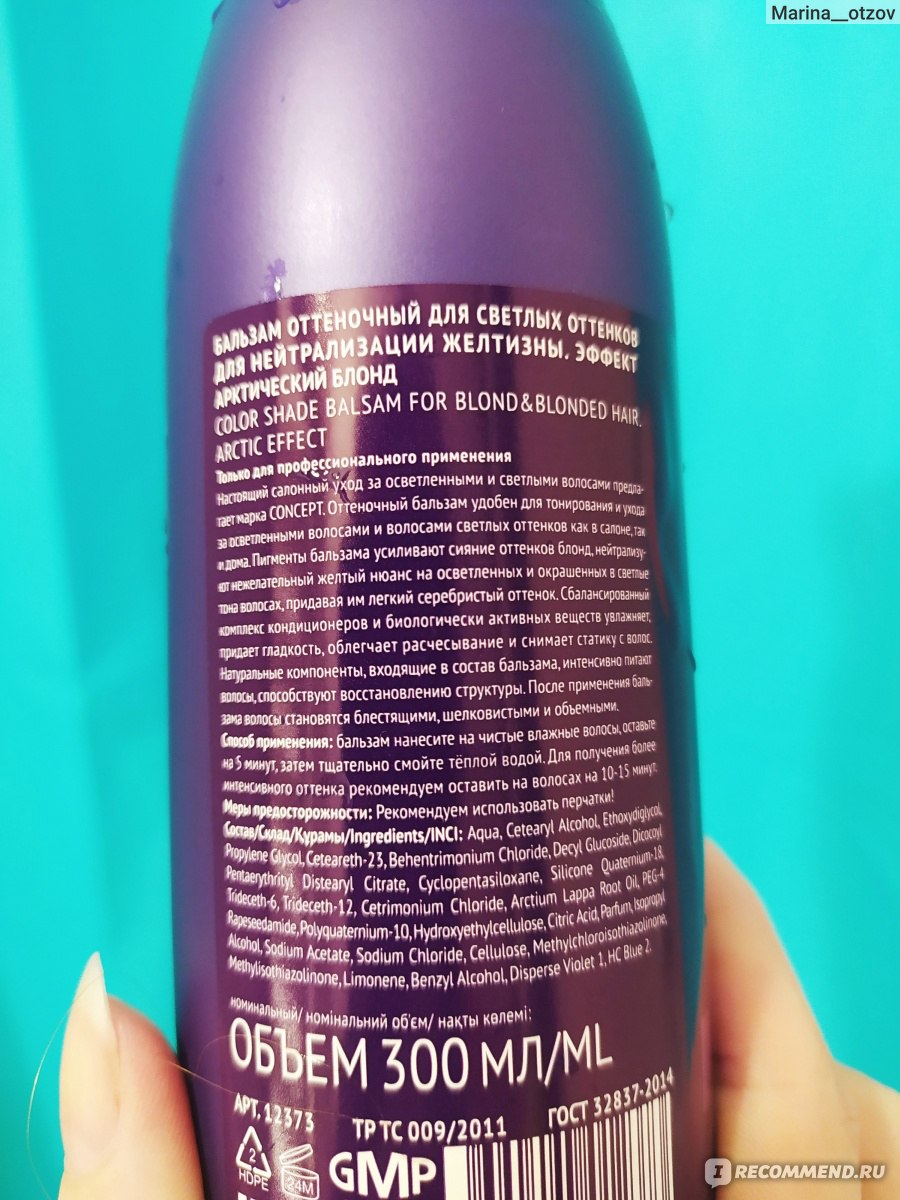 Marina__otzov
БАЛЬЗАМ ОТТЕНОЧНЫЙ ДЛЯ СВЕТЛЫХ ОТТЕНКОВ
ДЛЯ НЕЙТРАЛИЗАЦИИ ЖЕЛТИЗНЫ. ЭФФЕКТ
АРКТИЧЕСКИЙ БЛОНД
COLOR SHADE BALSAM FOR BLOND&BLONDED HAIR.
ARCTIC EFFECT
Только для профессионального применения
Настоящий салонный уход за осветленными и светлыми волосами предла-
гает марка CONCEPT. Оттеночный бальзам удобен для тонирования и ухода
за осветленными волосами и волосами светлых оттенков как в салоне, так
и дома. Пигменты бальзама усиливают сияние оттенков блонд, нейтрализу-
ют нежелательный желтый нюанс на осветленных и окрашенных в светлые
тона волосах, придавая им легкий серебристый оттенок. Сбалансированный
комплекс кондиционеров и биологически активных веществ увлажняет,
придает гладкость, облегчает расчесывание и снимает статику с волос.
Натуральные компоненты, входящие в состав бальзама, интенсивно питают
волосы, способствуют восстановлению структуры. После применения баль-
зама волосы становятся блестящими, шелковистыми и объемными.
Способ применения: бальзам нанесите на чистые влажные волосы, оставьте
на 5 минут, затем тщательно смойте тёплой водой. Для получения более
интенсивного оттенка рекомендуем оставить на волосах на 10-15 минут.
Меры предосторожности: Рекомендуем использовать перчатки!
Состав/Склад/Құрамы/Ingredients/INCI: Aqua, Cetearyl Alcohol, Ethoxydiglycol,
Propylene Glycol, Ceteareth-23, Behentrimonium Chloride, Decyl Glucoside, Dicocoyl
Pentaerythrityl Distearyl Citrate, Cyclopentasiloxane, Silicone Quaternium-18,
Trideceth-6, Trideceth-12, Cetrimonium Chloride, Arctium Lappa Root Oil, PEG-4
Rapeseedamide, Polyquaternium-10, Hydroxyethylcellulose, Citric Acid, Parfum, Isopropyl
Alcohol, Sodium Acetate, Sodium Chloride, Cellulose, Methylchloroisothiazolinone,
Methylisothiazolinone, Limonene, Benzyl Alcohol, Disperse Violet 1, HC Blue 2.
номинальный/ номінальний об'єм/ нақты көлемі:
ОБЪЕМ 300 МЛ/ML
АРТ. 12373
ТР ТС 009/2011
ГОСТ 32837-2014
2
HDPE
24M
GMP
IRECOMMEND.RU